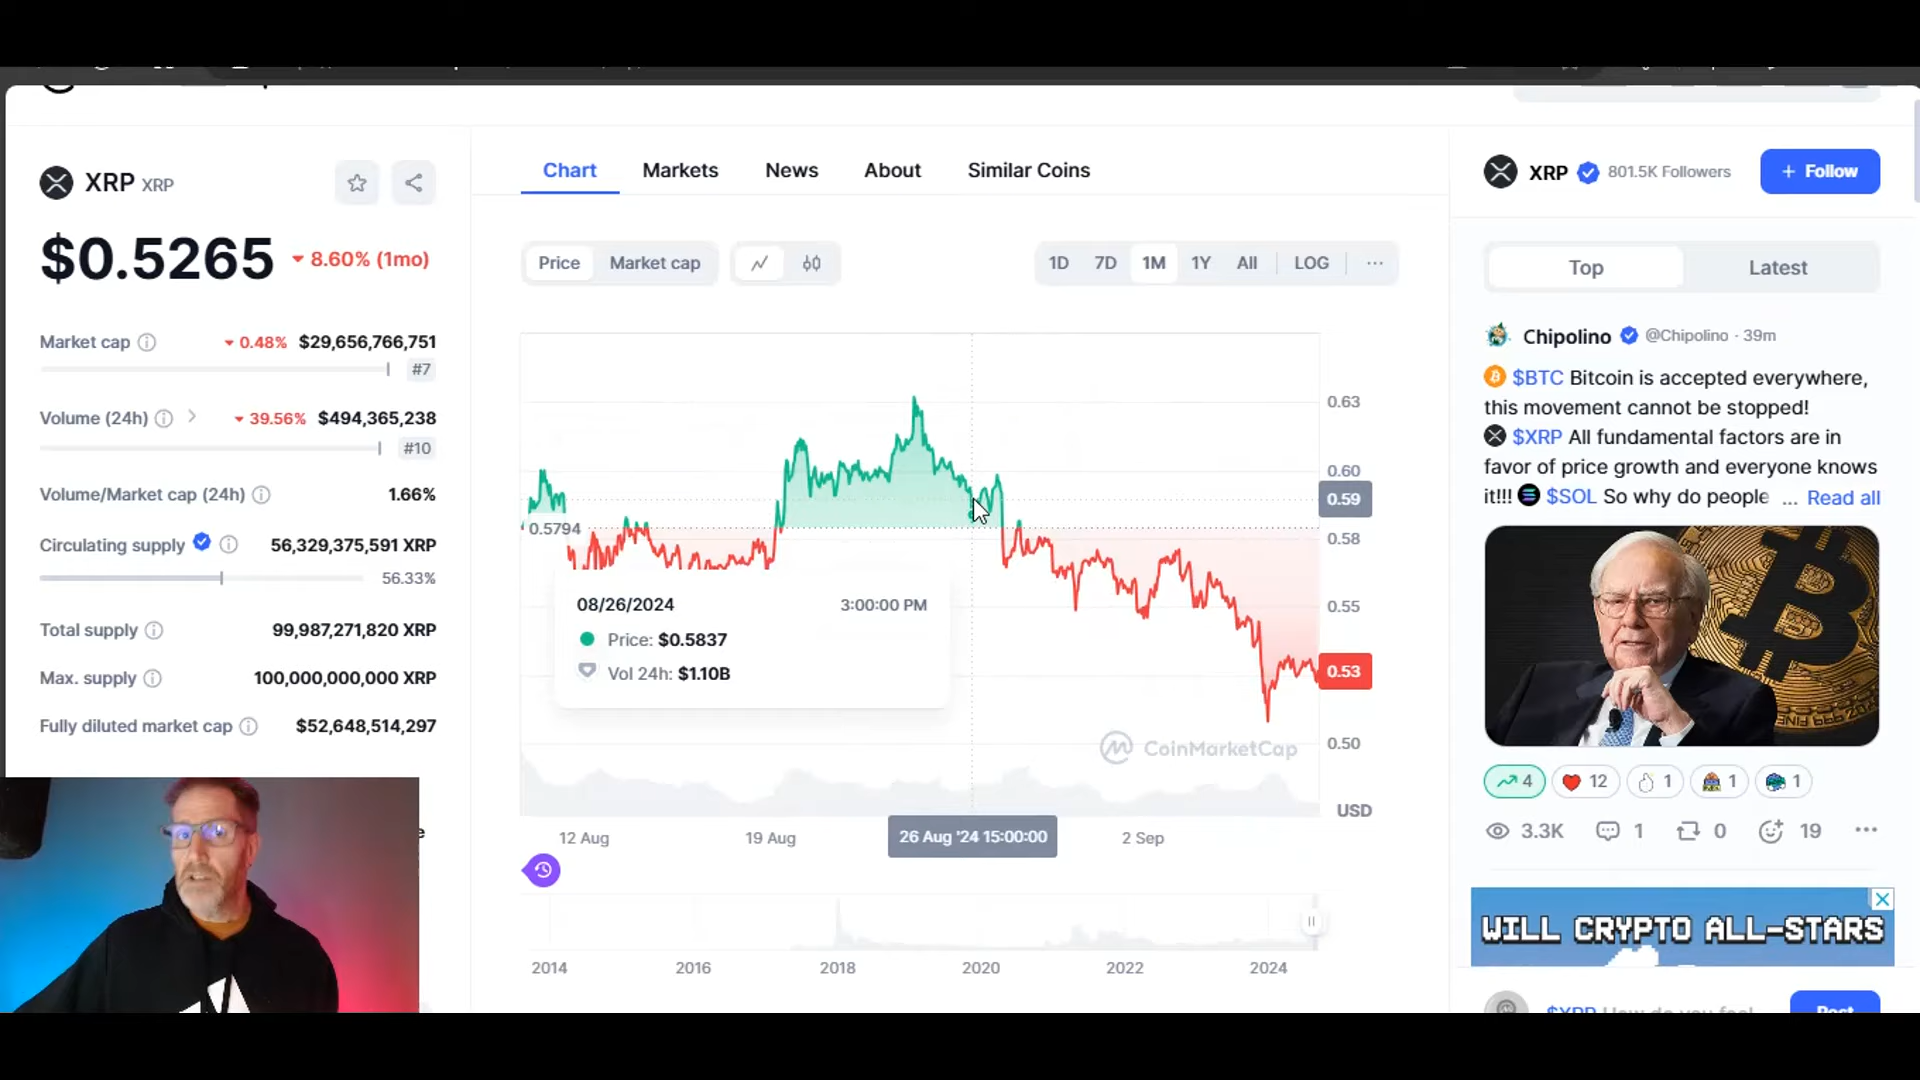 XRP XRP
$0.5265 8.60% (1mo)
Market cap 0.48% $29,656,766,751
#7
Volume (24h) 39.56% $494,365,238
#10
Volume/Market cap (24h) 1.66%
Circulating supply 56,329,375,591 XRP
56.33%
Total supply 99,987,271,820 XRP
Max. supply 100,000,000,000 XRP
Fully diluted market cap $52,648,514,297
Chart Markets News About Similar Coins
Price Market cap
1D 7D 1M 1Y All LOG ...
0.63
0.60
0.59
0.5794
0.58
0.55
0.53
0.50
08/26/2024 3:00:00 PM
Price: $0.5837
Vol 24h: $1.10B
CoinMarketCap
USD
12 Aug 19 Aug 26 Aug '24 15:00:00 2 Sep
2014 2016 2018 2020 2022 2024
XRP 801.5K Followers + Follow
Top Latest
Chipolino @Chipolino · 39m
$BTC Bitcoin is accepted everywhere,
this movement cannot be stopped!
$XRP All fundamental factors are in
favor of price growth and everyone knows
it!!! $SOL So why do people ... Read all
4 12 1 1 1
3.3K 1 0 19
WILL CRYPTO ALL-STARS